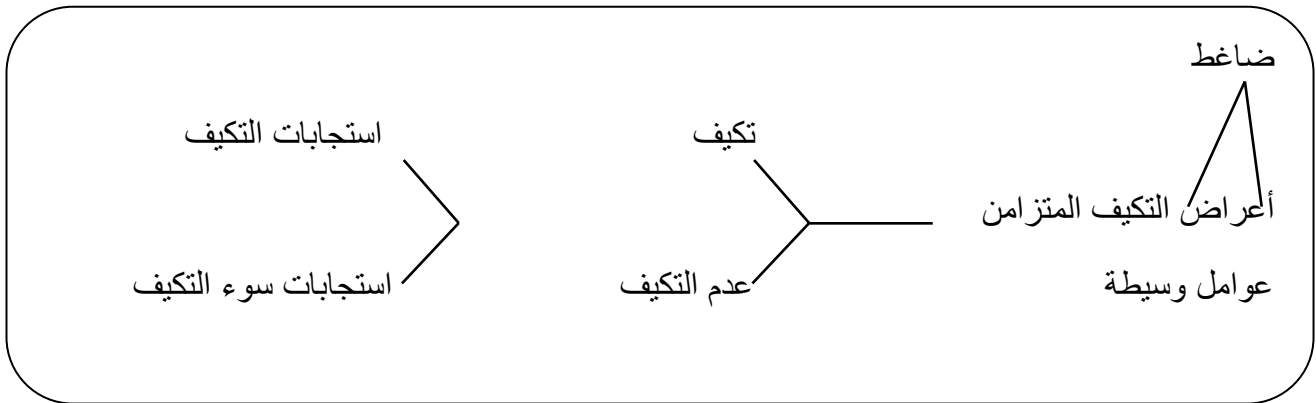 ضاغط
تكيف
استجابات التكيف
أعراض التكيف المتزامن
عوامل وسيطة
عدم التكيف
استجابات سوء التكيف